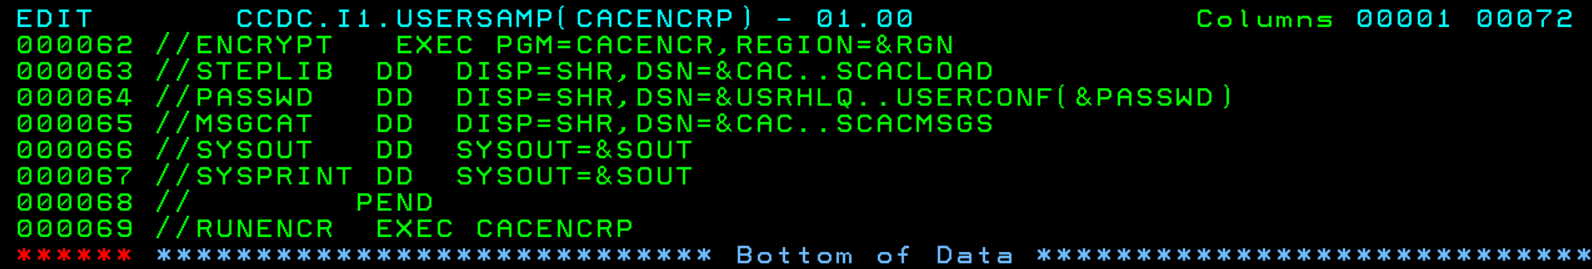 EDIT       CCDC.I1.USERSAMP(CACENCRP) - 01.00              Columns 00001 00072
000062 //ENCRYPT   EXEC PGM=CACENCR,REGION=&RGN
000063 //STEPLIB  DD  DISP=SHR,DSN=&CAC..SCACLOAD
000064 //PASSWD   DD  DISP=SHR,DSN=&USRHLQ..USERCONF(&PASSWD)
000065 //MSGCAT   DD  DISP=SHR,DSN=&CAC..SCACMSGS
000066 //SYSOUT   DD  SYSOUT=&SOUT
000067 //SYSPRINT DD  SYSOUT=&SOUT
000068 //        PEND
000069 //RUNENCR  EXEC CACENCRP
****** **************************** Bottom of Data ****************************